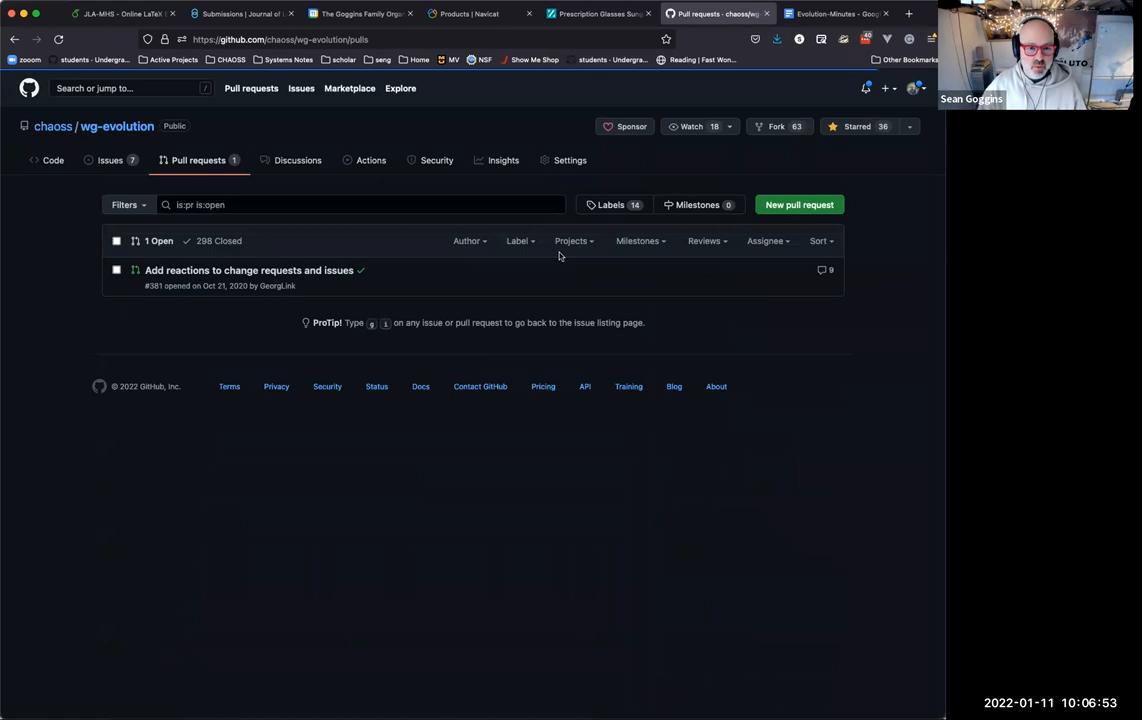 JLA-MHS - Online LaTeX E
Submissions | Journal of L
The Goggins Family Organ
Products | Navicat
Prescription Glasses Sung
Pull requests · chaoss/wg-ev
Evolution-Minutes - Googl
https://github.com/chaoss/wg-evolution/pulls
40
zooom
students - Undergra...
Active Projects
CHAOSS
Systems Notes
scholar
seng
Home
MV
NSF
Show Me Shop
students - Undergra...
Reading | Fast Won...
Other Bookmarks
Sean Goggins
Search or jump to...
/
Pull requests
Issues
Marketplace
Explore
chaoss / wg-evolution
Public
Sponsor
Watch 18
Fork 63
Starred 36
Code
Issues 7
Pull requests 1
Discussions
Actions
Security
Insights
Settings
Filters
is:pr is:open
Labels 14
Milestones 0
New pull request
1 Open
298 Closed
Author
Label
Projects
Milestones
Reviews
Assignee
Sort
Add reactions to change requests and issues
9
#381 opened on Oct 21, 2020 by GeorgLink
ProTip! Type g i on any issue or pull request to go back to the issue listing page.
© 2022 GitHub, Inc.
Terms
Privacy
Security
Status
Docs
Contact GitHub
Pricing
API
Training
Blog
About
2022-01-11 10:06:53